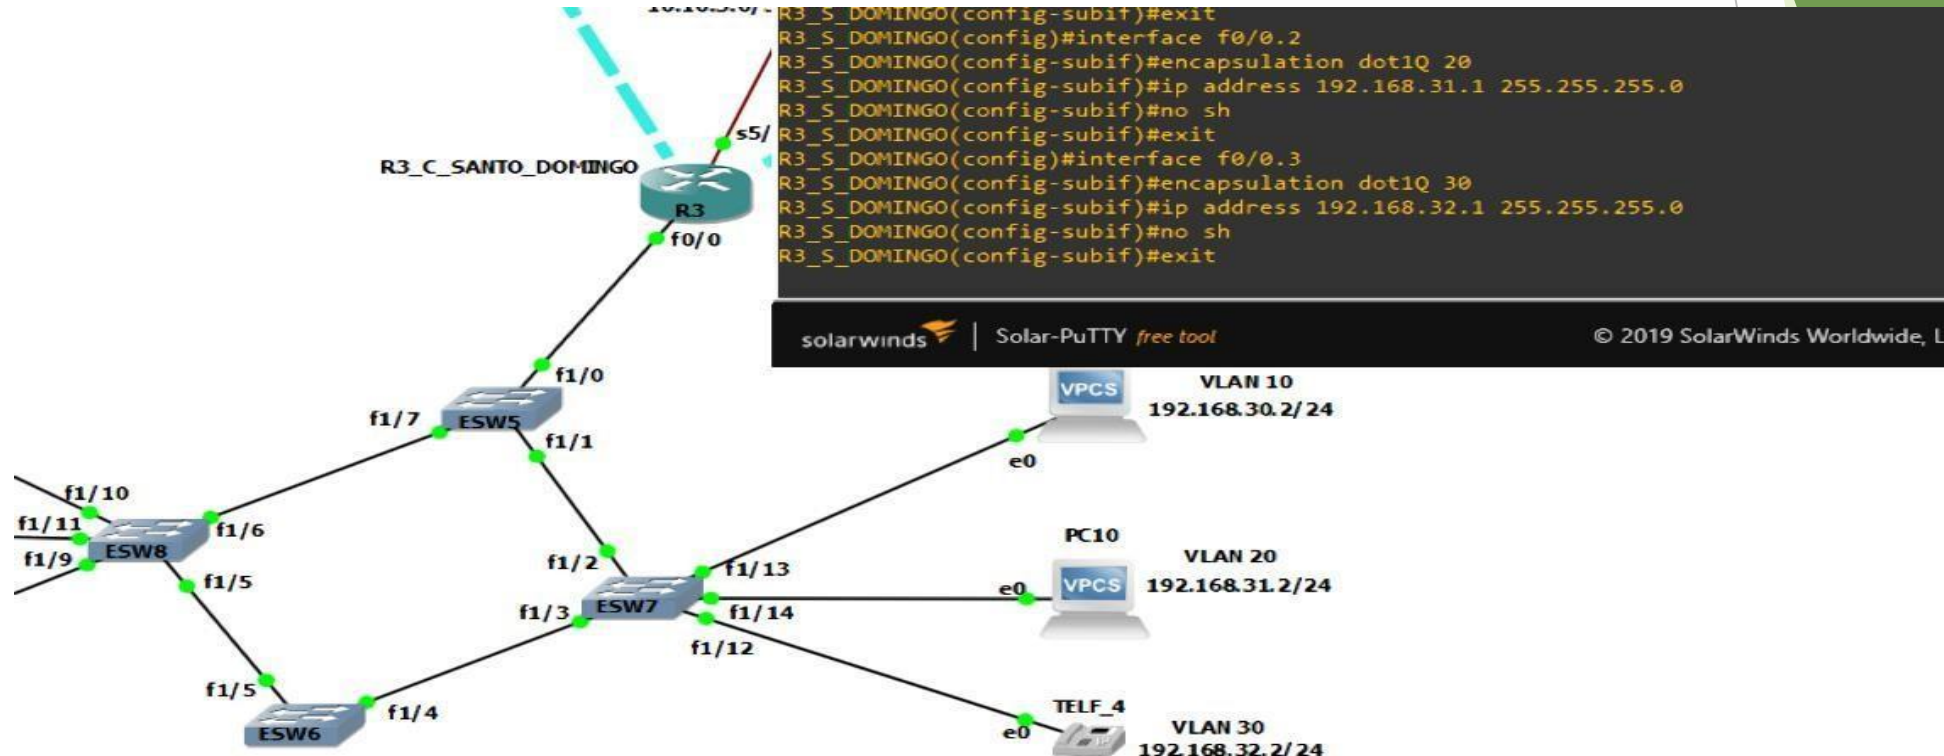 R3_S_DOMINGO(config-subif)#exit
R3_S_DOMINGO(config)#interface f0/0.2
R3_S_DOMINGO(config-subif)#encapsulation dot1Q 20
R3_S_DOMINGO(config-subif)#ip address 192.168.31.1 255.255.255.0
R3_S_DOMINGO(config-subif)#no sh
R3_S_DOMINGO(config-subif)#exit
R3_S_DOMINGO(config)#interface f0/0.3
R3_S_DOMINGO(config-subif)#encapsulation dot1Q 30
R3_S_DOMINGO(config-subif)#ip address 192.168.32.1 255.255.255.0
R3_S_DOMINGO(config-subif)#no sh
R3_S_DOMINGO(config-subif)#exit
solarwinds | Solar-PuTTY free tool
© 2019 SolarWinds Worldwide, L
s5/
R3_C_SANTO_DOMINGO
R3
f0/0
f1/0
f1/7
ESW5
f1/1
VPCS
VLAN 10
192.168.30.2/24
e0
f1/10
f1/11
f1/9
ESW8
f1/6
f1/5
f1/2
f1/13
f1/3
ESW7
f1/14
f1/12
PC10
VLAN 20
e0
VPCS
192.168.31.2/24
f1/5
f1/4
ESW6
TELF_4
e0
VLAN 30
192.168.32.2/24